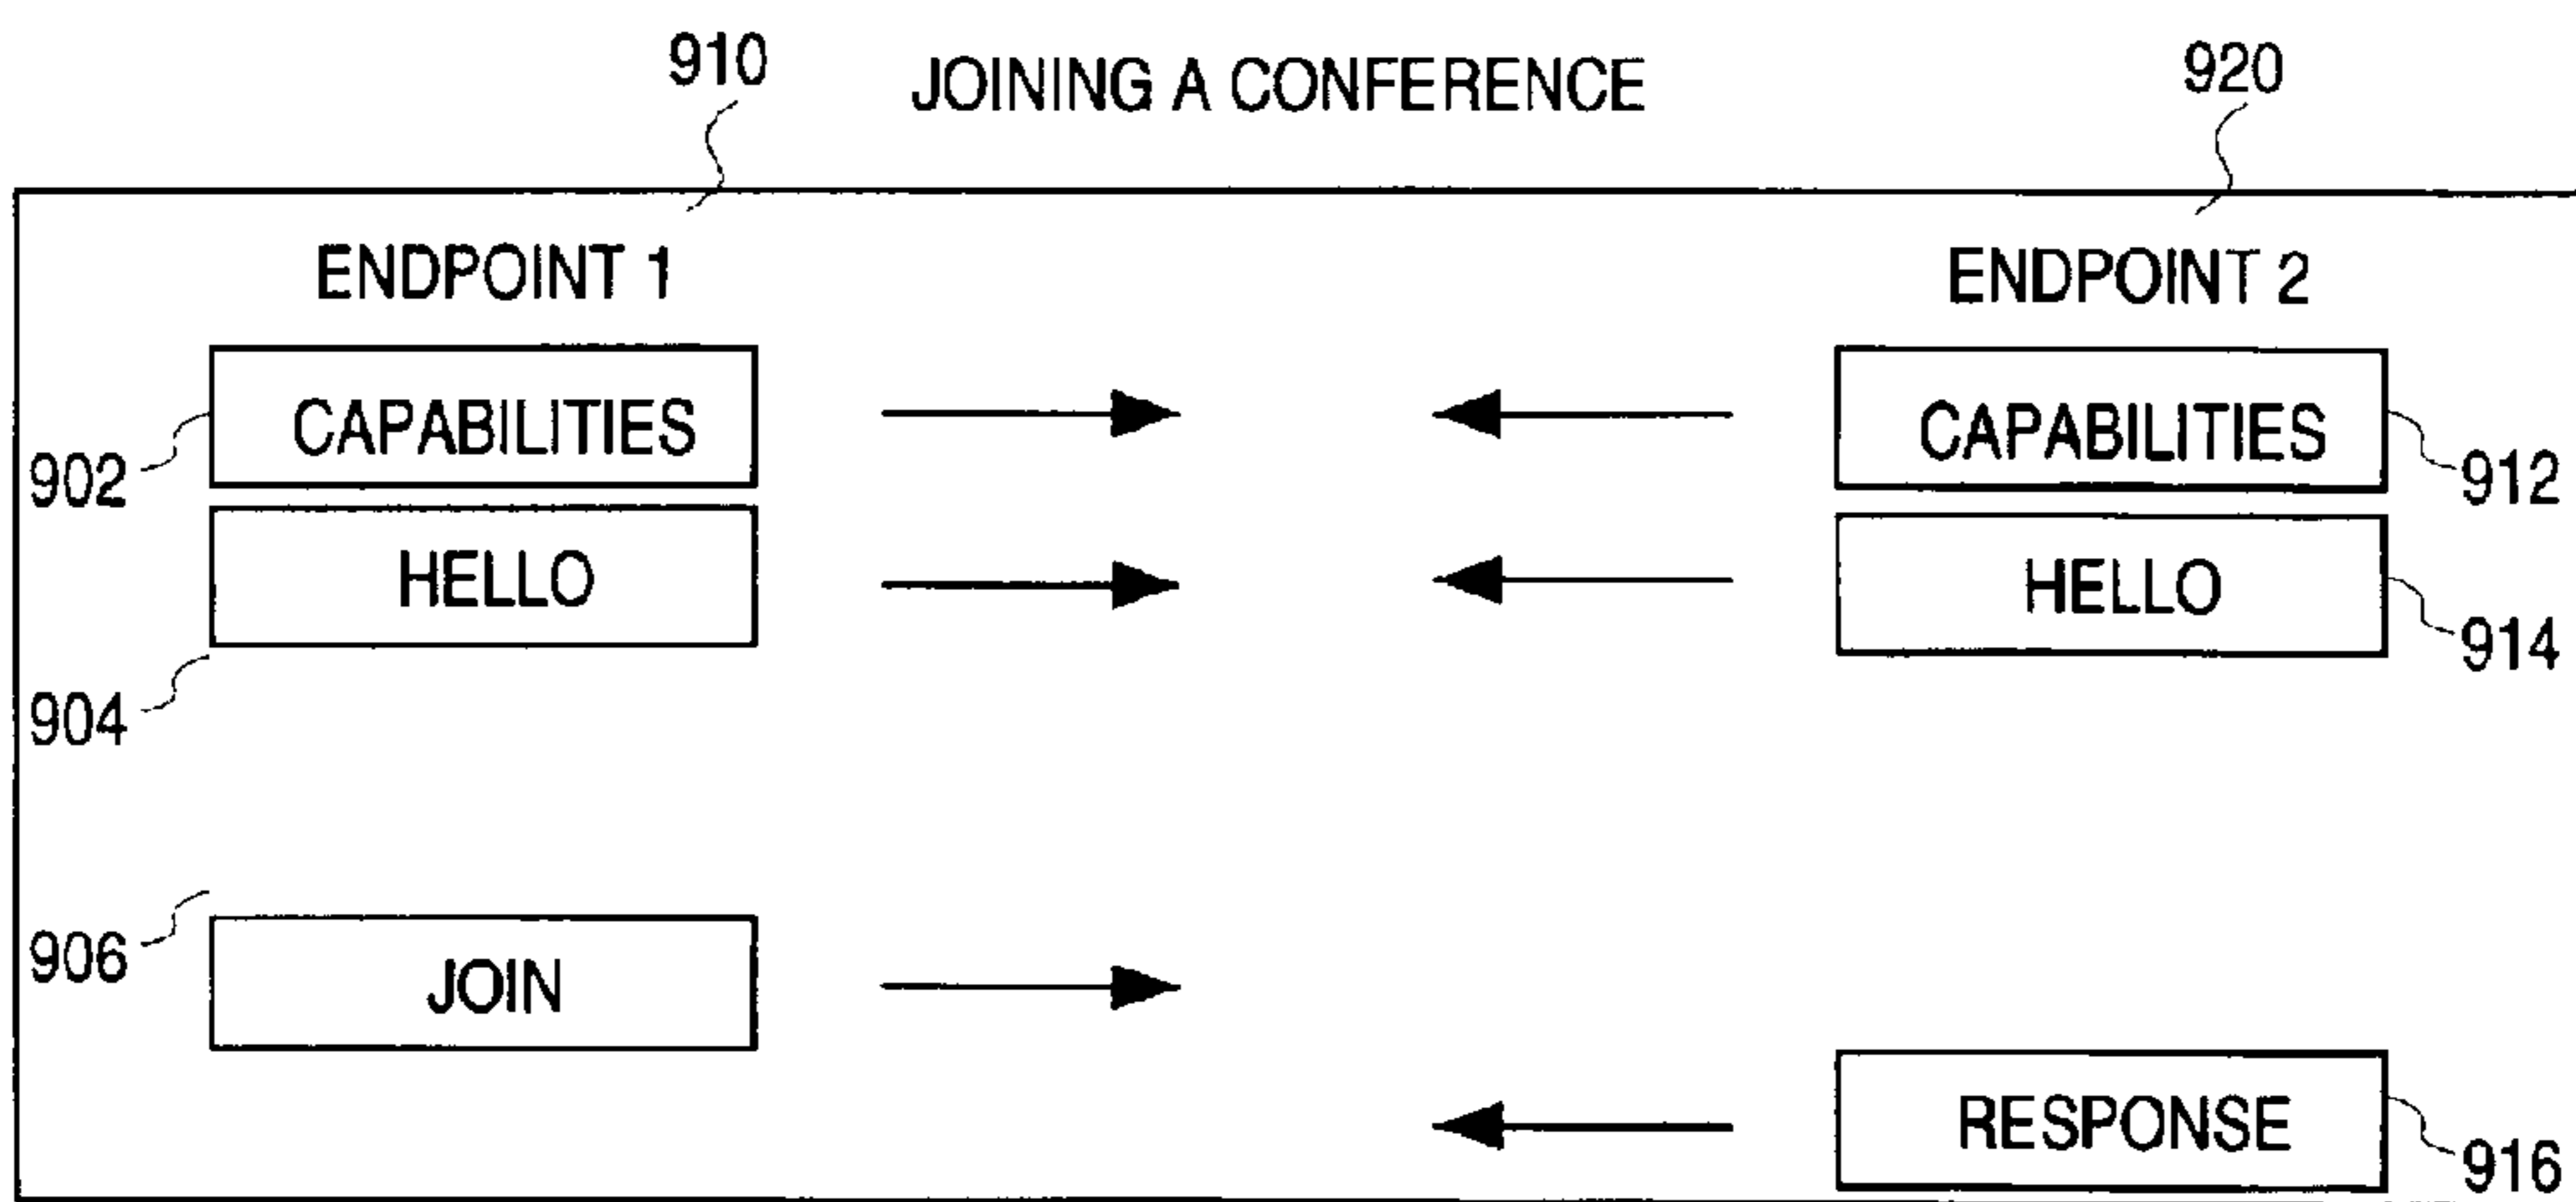 JOINING A CONFERENCE
910
920
ENDPOINT 1
ENDPOINT 2
CAPABILITIES
CAPABILITIES
902
912
HELLO
HELLO
904
914
906
JOIN
RESPONSE
916